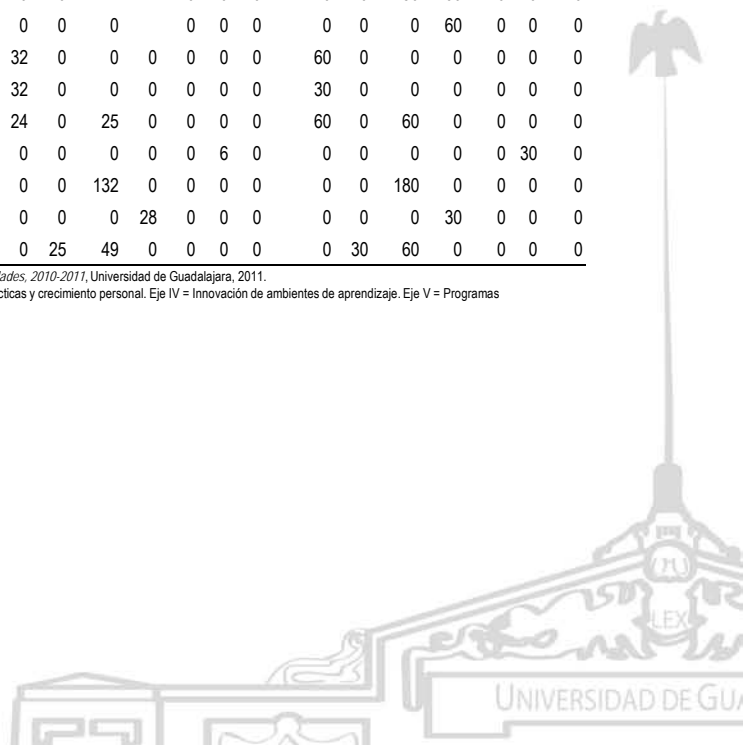 0 0 0 0 0 0 0 0 0 60 0 0 0
32 0 0 0 0 0 0 60 0 0 0 0 0 0
32 0 0 0 0 0 0 30 0 0 0 0 0 0
24 0 25 0 0 0 0 60 0 60 0 0 0 0
0 0 0 0 0 6 0 0 0 0 0 0 30 0
0 0 132 0 0 0 0 0 0 180 0 0 0 0
0 0 0 28 0 0 0 0 0 0 30 0 0 0
0 25 49 0 0 0 0 0 30 60 0 0 0 0
2010-2011, Universidad de Guadalajara, 2011.
y crecimiento personal. Eje IV = Innovación de ambientes de aprendizaje. Eje V = Programas
LEX
UNIVERSIDAD DE